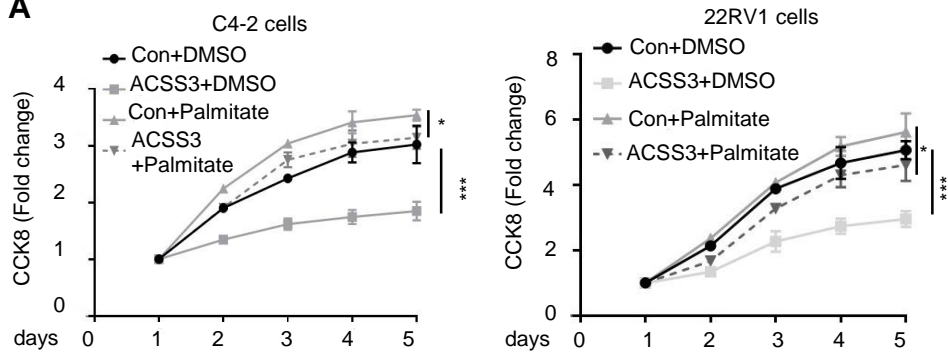 A
C4-2 cells
Con+DMSO
ACSS3+DMSO
Con+Palmitate
ACSS3
+Palmitate
CCK8 (Fold change)
4
3
2
1
0
*
***
days 0 1 2 3 4 5
22RV1 cells
Con+DMSO
ACSS3+DMSO
Con+Palmitate
ACSS3+Palmitate
CCK8 (Fold change)
8
6
4
2
0
*
***
days 0 1 2 3 4 5